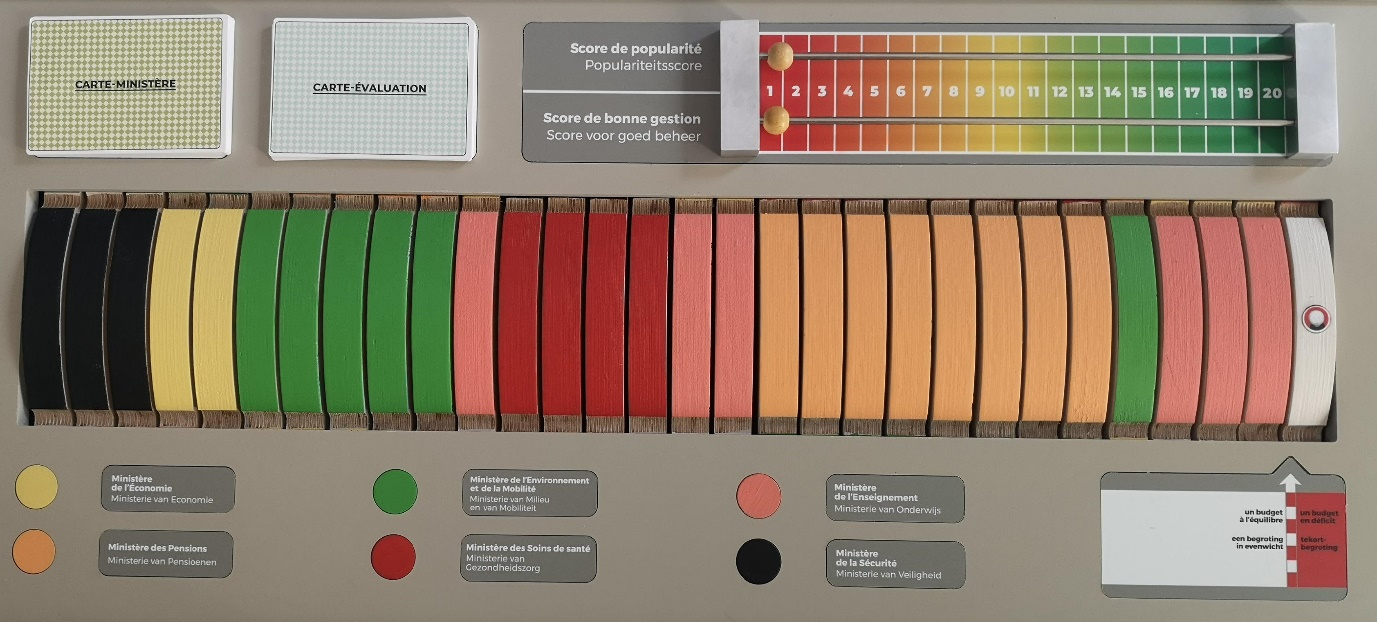 CARTE-MINISTÈRE
CARTE-ÉVALUATION
Score de popularité
Populariteitsscore
Score de bonne gestion
Score voor goed beheer
1 2 3 4 5 6 7 8 9 10 11 12 13 14 15 16 17 18 19 20
Ministère
de l'Économie
Ministerie van Economie
Ministère de l'Environnement
et de la Mobilité
Ministerie van Milieu
en van Mobiliteit
Ministère
de l'Enseignement
Ministerie van Onderwijs
Ministère des Pensions
Ministerie van Pensioenen
Ministère des Soins de santé
Ministerie van
Gezondheidszorg
Ministère
de la Sécurité
Ministerie van Veiligheid
un budget
à l'équilibre
een begroting
in evenwicht
un budget
en déficit
tekort-
begroting